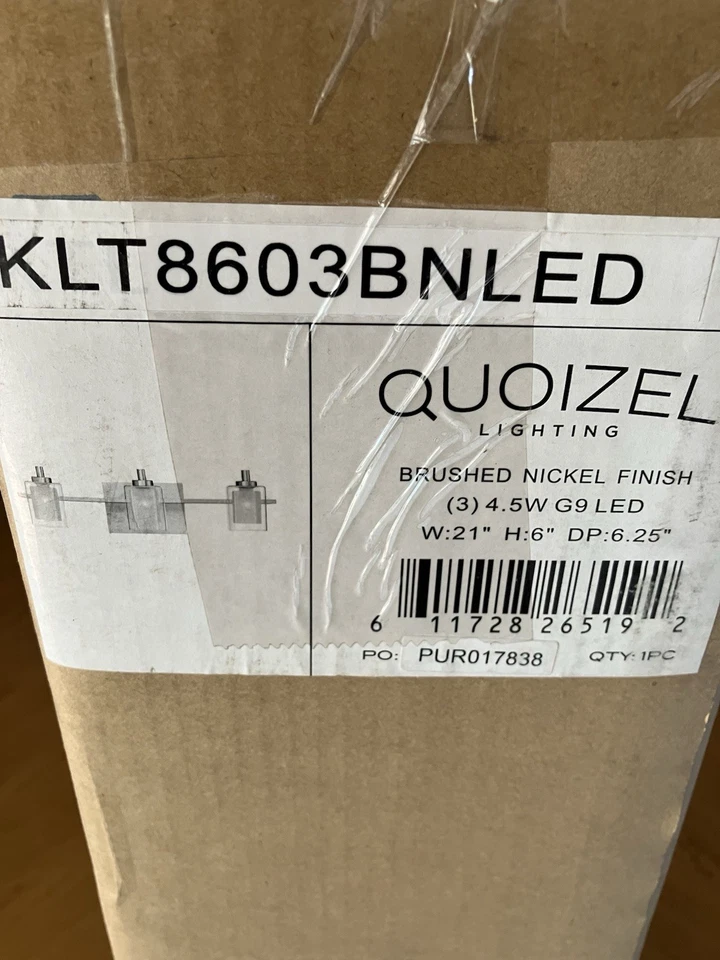 KLT8603BNLED
QUOIZEL
LIGHTING
BRUSHED NICKEL FINISH
(3) 4.5W G9 LED
W:21" H:6" DP:6.25"
6 11728 26519 2
PO: PUR017838 QTY: 1PC